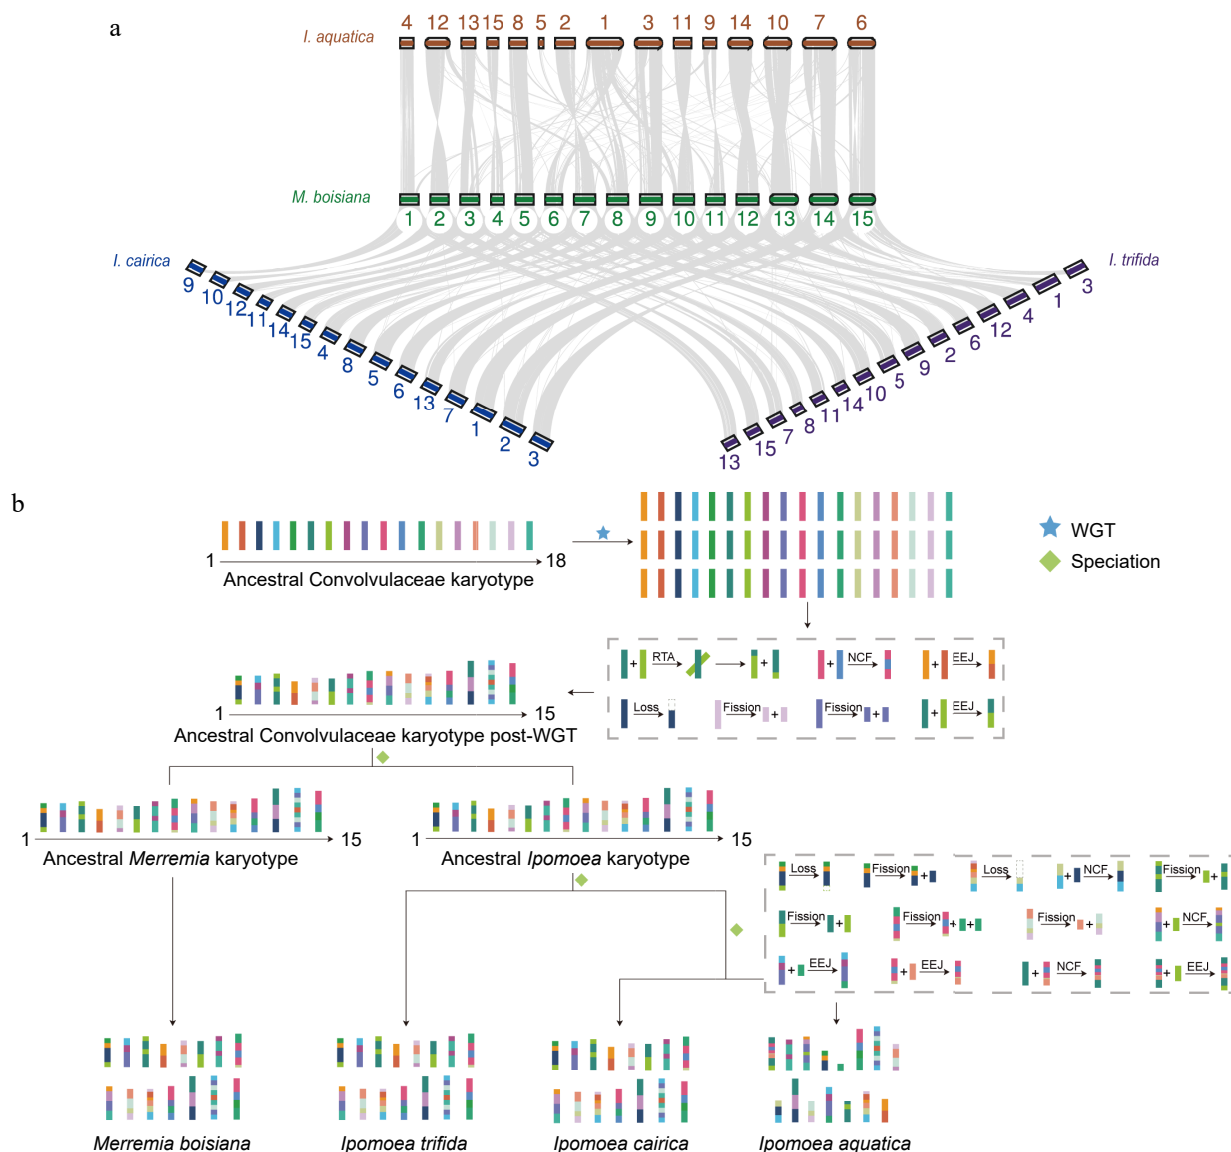 a
4 12 13 15 8 5 2 1 3 11 9 14 10 7 6
I. aquatica
M. boisiana
1 2 3 4 5 6 7 8 9 10 11 12 13 14 15
I. cairica
9 10 12 11 14 15 4 8 5 6 13 7 1 2 3
I. trifida
13 15 7 8 11 14 10 5 9 2 6 12 4 1 3
b
1 18
Ancestral Convolvulaceae karyotype
WGT
Speciation
+ RTA + + NCF + EEJ
Loss Fission + Fission + + EEJ
1 15
Ancestral Convolvulaceae karyotype post-WGT
1 15
Ancestral Merremia karyotype
1 15
Ancestral Ipomoea karyotype
Loss Fission + Loss + NCF Fission +
Fission + Fission + + Fission + + NCF
+ EEJ + EEJ + NCF + EEJ
Merremia boisiana
Ipomoea trifida
Ipomoea cairica
Ipomoea aquatica